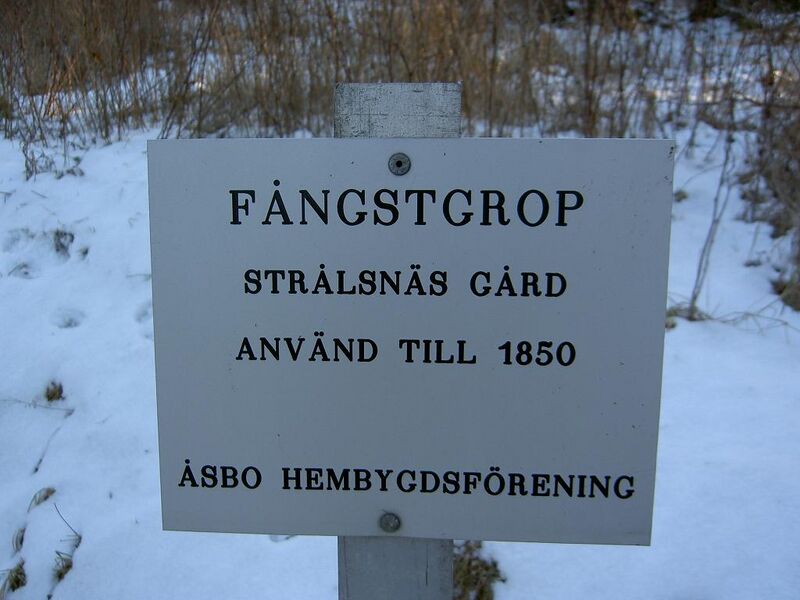 FÅNGSTGROP
STRÅLSNÄS GÅRD
ANVÄND TILL 1850
ÅSBO HEMBYGDSFÖRENING